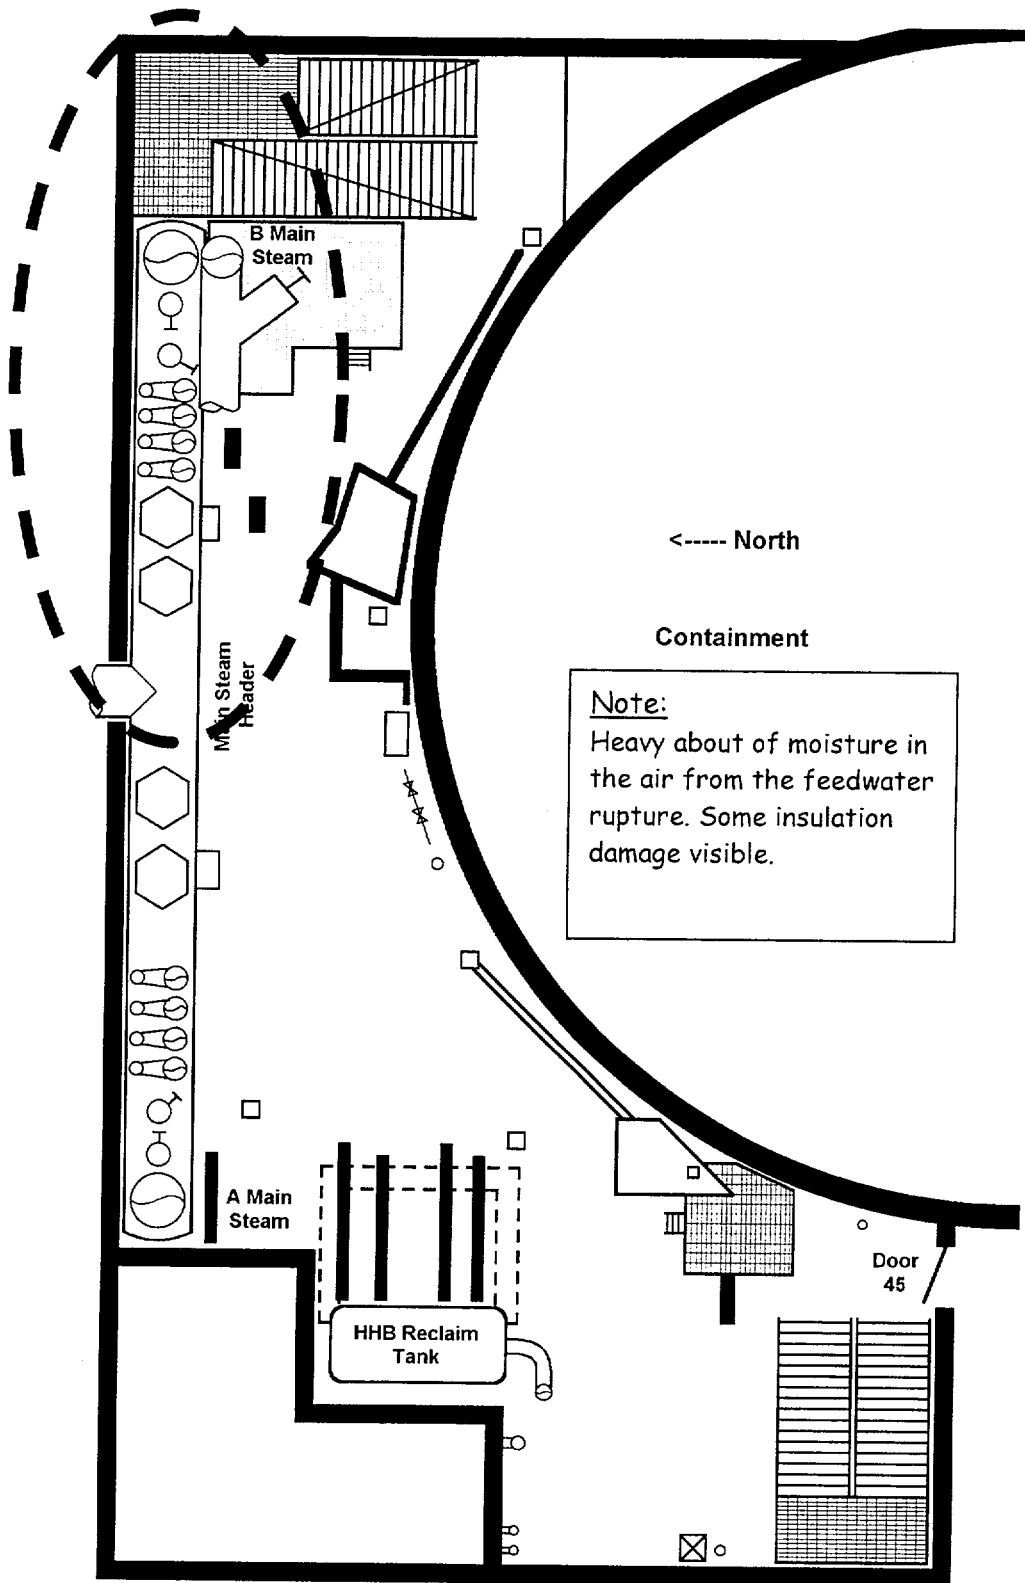 B Main
Steam
<----- North
Containment
Note:
Heavy about of moisture in
the air from the feedwater
rupture. Some insulation
damage visible.
Main Steam
Header
A Main
Steam
Door
45
HHB Reclaim
Tank